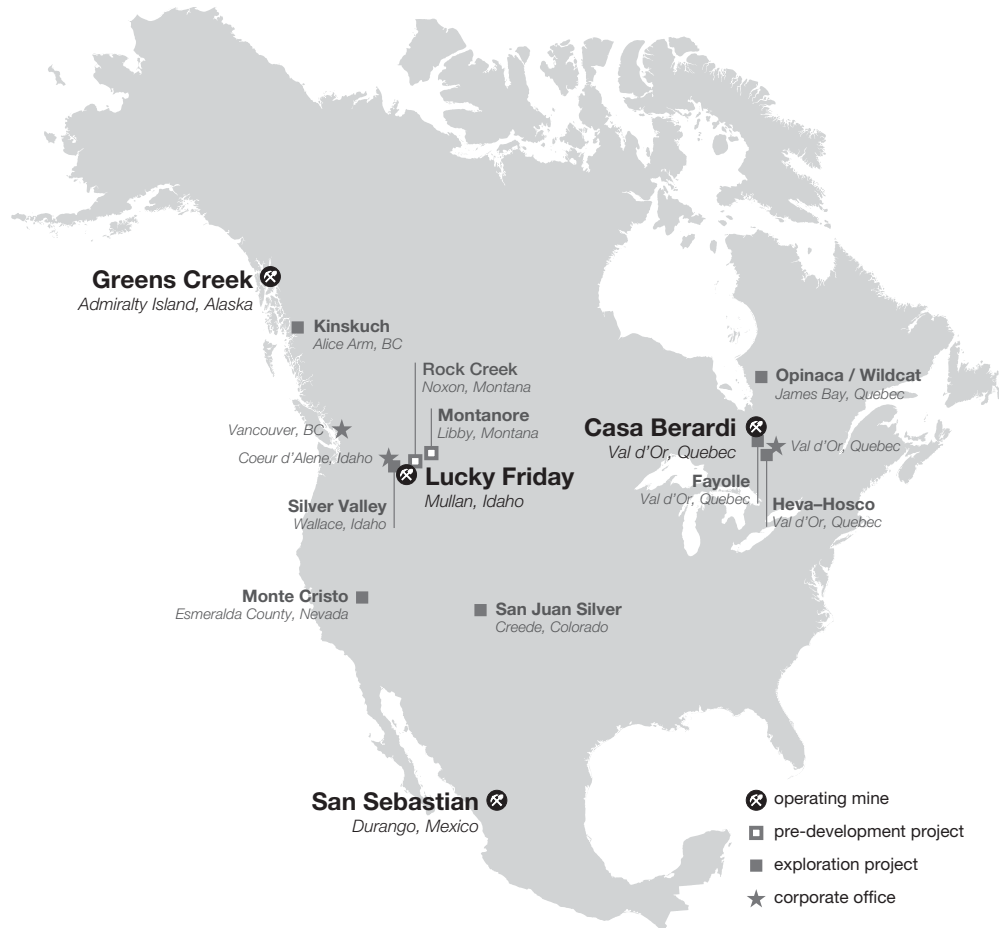 Greens Creek
Admiralty Island, Alaska
Kinskuch
Alice Arm, BC
Rock Creek
Noxon, Montana
Montanore
Libby, Montana
Vancouver, BC
Coeur d'Alene, Idaho
Lucky Friday
Mullan, Idaho
Silver Valley
Wallace, Idaho
Opinaca / Wildcat
James Bay, Quebec
Casa Berardi
Val d'Or, Quebec
Val d'Or, Quebec
Fayolle
Val d'Or, Quebec
Heva–Hosco
Val d'Or, Quebec
Monte Cristo
Esmeralda County, Nevada
San Juan Silver
Creede, Colorado
San Sebastian
Durango, Mexico
operating mine
pre-development project
exploration project
corporate office